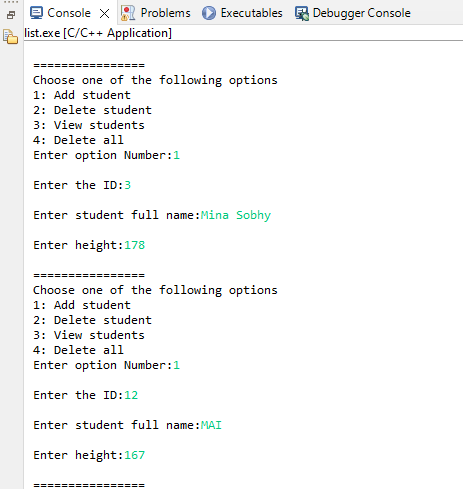 Console Problems Executables Debugger Console
list.exe [C/C++ Application]
================
Choose one of the following options
1: Add student
2: Delete student
3: View students
4: Delete all
Enter option Number:1
Enter the ID:3
Enter student full name:Mina Sobhy
Enter height:178
================
Choose one of the following options
1: Add student
2: Delete student
3: View students
4: Delete all
Enter option Number:1
Enter the ID:12
Enter student full name:MAI
Enter height:167
================